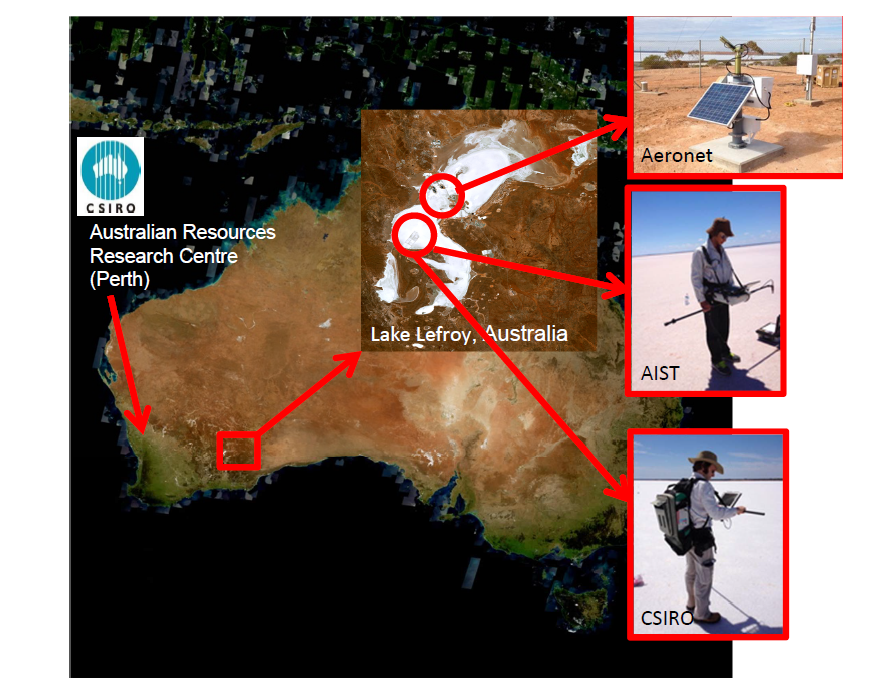 CSIRO
Australian Resources
Research Centre
(Perth)
Lake Lefroy, Australia
Aeronet
AIST
CSIRO